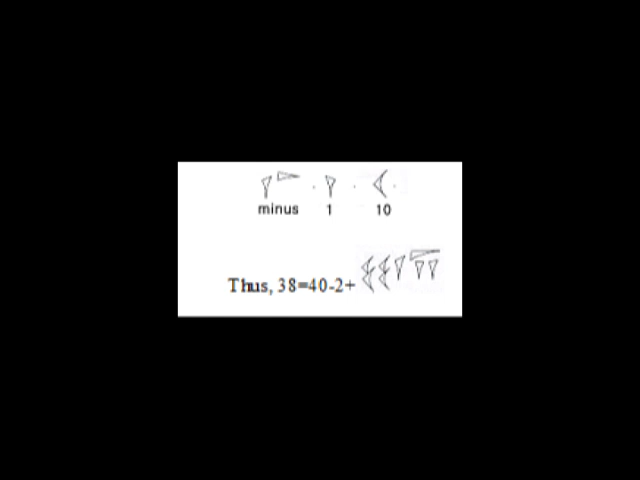 𒁹 𒌋
minus 1 10
Thus, 38=40-2+